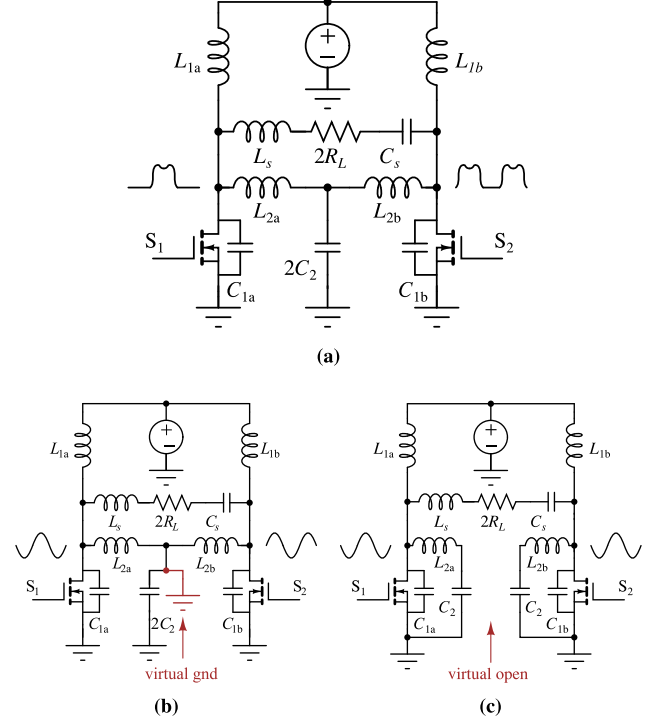 L1a
L1b
+
−
Ls
2RL
Cs
L2a
L2b
S1
S2
2C2
C1a
C1b
(a)
L1a
L1b
+
−
Ls
2RL
Cs
L2a
L2b
S1
S2
C1a
2C2
C1b
virtual gnd
(b)
L1a
L1b
+
−
Ls
2RL
Cs
L2a
L2b
S1
S2
C1a
C2
C2
C1b
virtual open
(c)